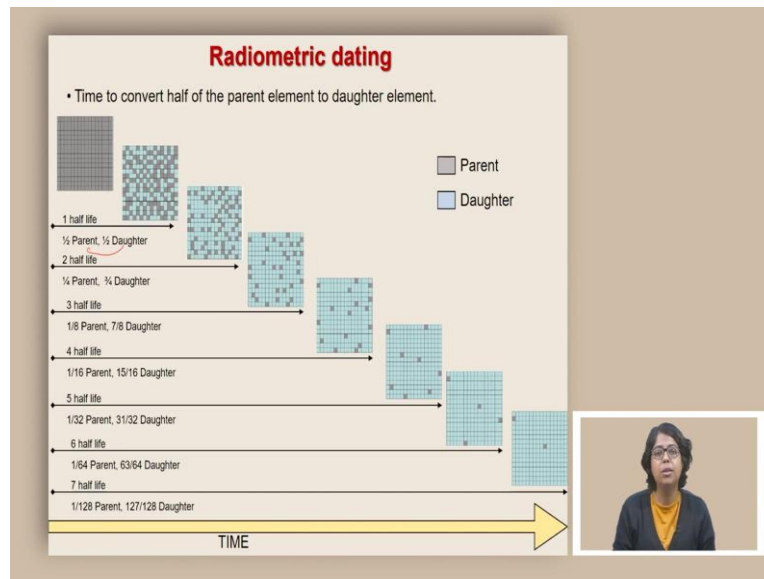 Radiometric dating
• Time to convert half of the parent element to daughter element.
Parent
Daughter
1 half life
½ Parent, ½ Daughter
2 half life
¼ Parent, ¾ Daughter
3 half life
1/8 Parent, 7/8 Daughter
4 half life
1/16 Parent, 15/16 Daughter
5 half life
1/32 Parent, 31/32 Daughter
6 half life
1/64 Parent, 63/64 Daughter
7 half life
1/128 Parent, 127/128 Daughter
TIME